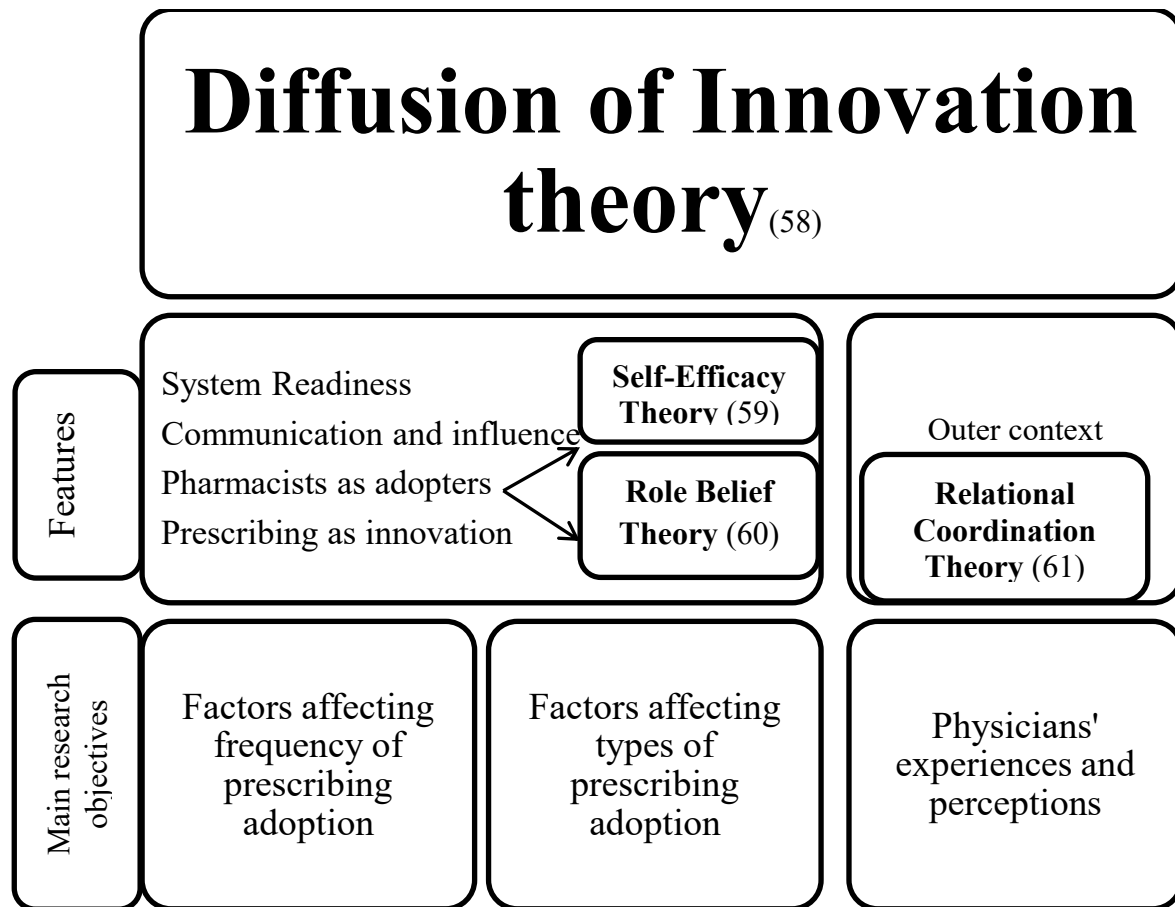 Diffusion of Innovation
theory(58)
Features
System Readiness
Communication and influence
Pharmacists as adopters
Prescribing as innovation
Self-Efficacy
Theory (59)
Role Belief
Theory (60)
Outer context
Relational
Coordination
Theory (61)
Main research
objectives
Factors affecting
frequency of
prescribing
adoption
Factors affecting
types of
prescribing
adoption
Physicians'
experiences and
perceptions